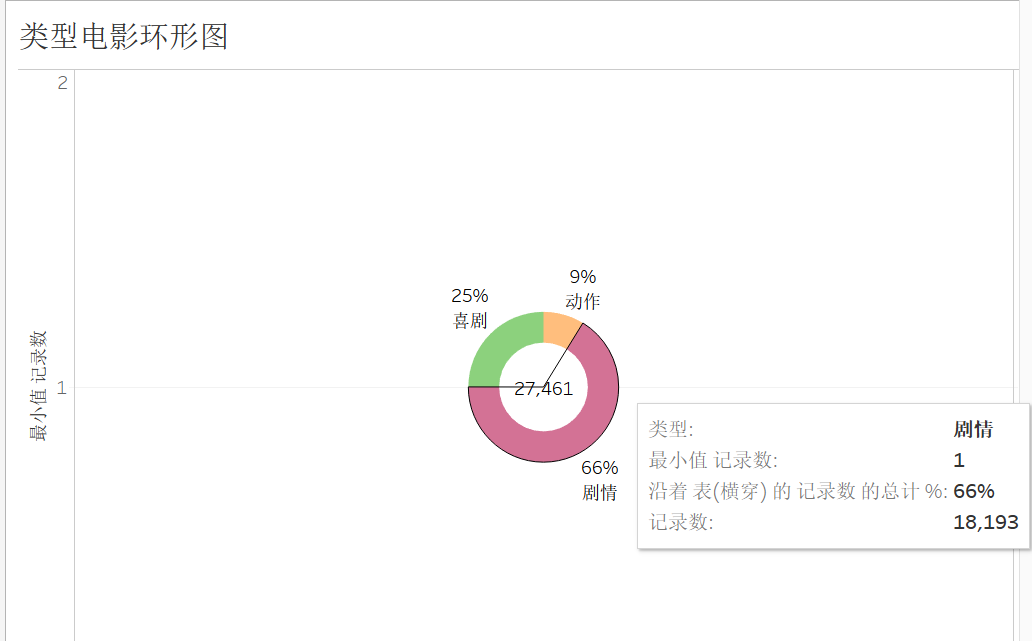 类型电影环形图
2
最小值 记录数
1
9%
动作
25%
喜剧
27,461
66%
剧情
类型: 剧情
最小值 记录数: 1
沿着 表(横穿) 的 记录数 的总计 %: 66%
记录数: 18,193